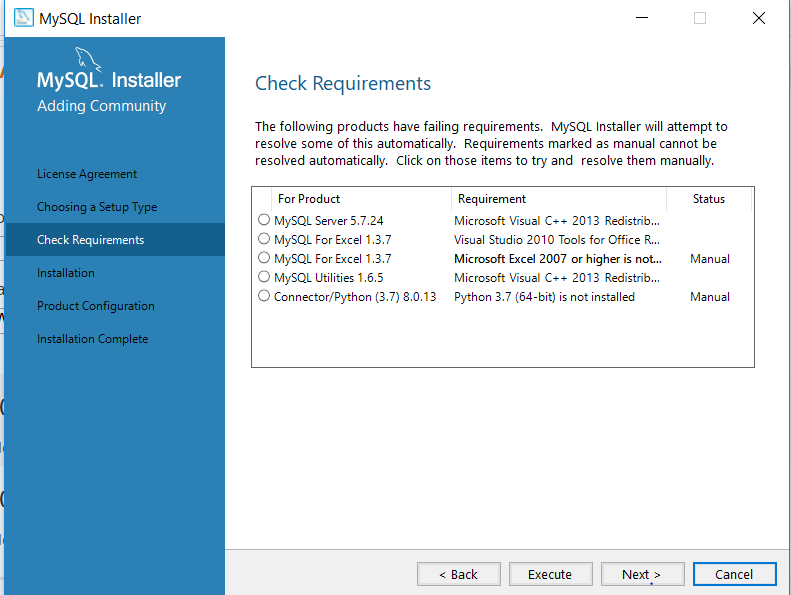 MySQL Installer
MySQL. Installer
Adding Community
License Agreement
Choosing a Setup Type
Check Requirements
Installation
Product Configuration
Installation Complete
Check Requirements
The following products have failing requirements. MySQL Installer will attempt to
resolve some of this automatically. Requirements marked as manual cannot be
resolved automatically. Click on those items to try and resolve them manually.
For Product Requirement Status
MySQL Server 5.7.24 Microsoft Visual C++ 2013 Redistrib...
MySQL For Excel 1.3.7 Visual Studio 2010 Tools for Office R...
MySQL For Excel 1.3.7 Microsoft Excel 2007 or higher is not... Manual
MySQL Utilities 1.6.5 Microsoft Visual C++ 2013 Redistrib...
Connector/Python (3.7) 8.0.13 Python 3.7 (64-bit) is not installed Manual
< Back Execute Next > Cancel